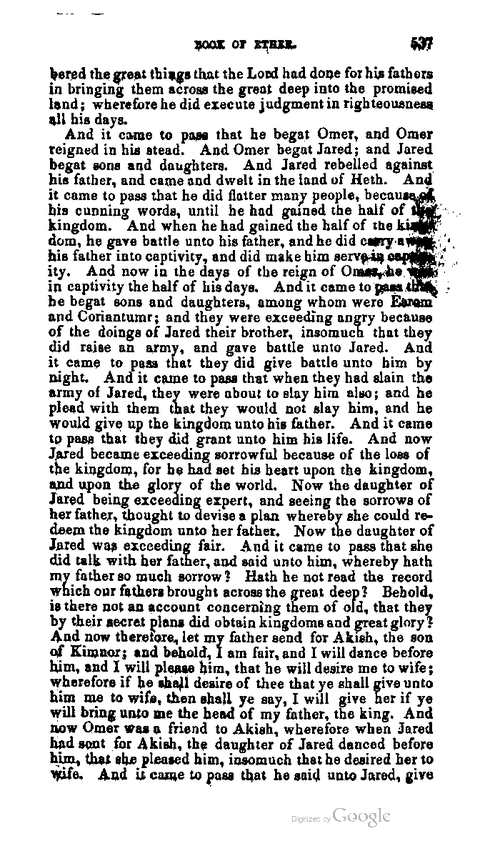 BOOK OF ETHER. 537
bered the great things that the Lord had done for his fathers
in bringing them across the great deep into the promised
land; wherefore he did execute judgment in righteousness
all his days.
And it came to pass that he begat Omer, and Omer
reigned in his stead. And Omer begat Jared; and Jared
begat sons and daughters. And Jared rebelled against
his father, and came and dwelt in the land of Heth. And
it came to pass that he did flatter many people, because of
his cunning words, until he had gained the half of the
kingdom. And when he had gained the half of the king
dom, he gave battle unto his father, and he did carry away
his father into captivity, and did make him serve in captiv
ity. And now in the days of the reign of Omer, he was
in captivity the half of his days. And it came to pass that
he begat sons and daughters, among whom were Esrom
and Coriantumr; and they were exceeding angry because
of the doings of Jared their brother, insomuch that they
did raise an army, and gave battle unto Jared. And
it came to pass that they did give battle unto him by
night. And it came to pass that when they had slain the
army of Jared, they were about to slay him also; and he
plead with them that they would not slay him, and he
would give up the kingdom unto his father. And it came
to pass that they did grant unto him his life. And now
Jared became exceeding sorrowful because of the loss of
the kingdom, for he had set his heart upon the kingdom,
and upon the glory of the world. Now the daughter of
Jared being exceeding expert, and seeing the sorrows of
her father, thought to devise a plan whereby she could re-
deem the kingdom unto her father. Now the daughter of
Jared was exceeding fair. And it came to pass that she
did talk with her father, and said unto him, whereby hath
my father so much sorrow? Hath he not read the record
which our fathers brought across the great deep? Behold,
is there not an account concerning them of old, that they
by their secret plans did obtain kingdoms and great glory?
And now therefore, let my father send for Akish, the son
of Kimnor; and behold, I am fair, and I will dance before
him, and I will please him, that he will desire me to wife;
wherefore if he shall desire of thee that ye shall give unto
him me to wife, then shall ye say, I will give her if ye
will bring unto me the head of my father, the king. And
now Omer was a friend to Akish, wherefore when Jared
had sent for Akish, the daughter of Jared danced before
him, that she pleased him, insomuch that he desired her to
wife. And it came to pass that he said unto Jared, give
Digitized by Google